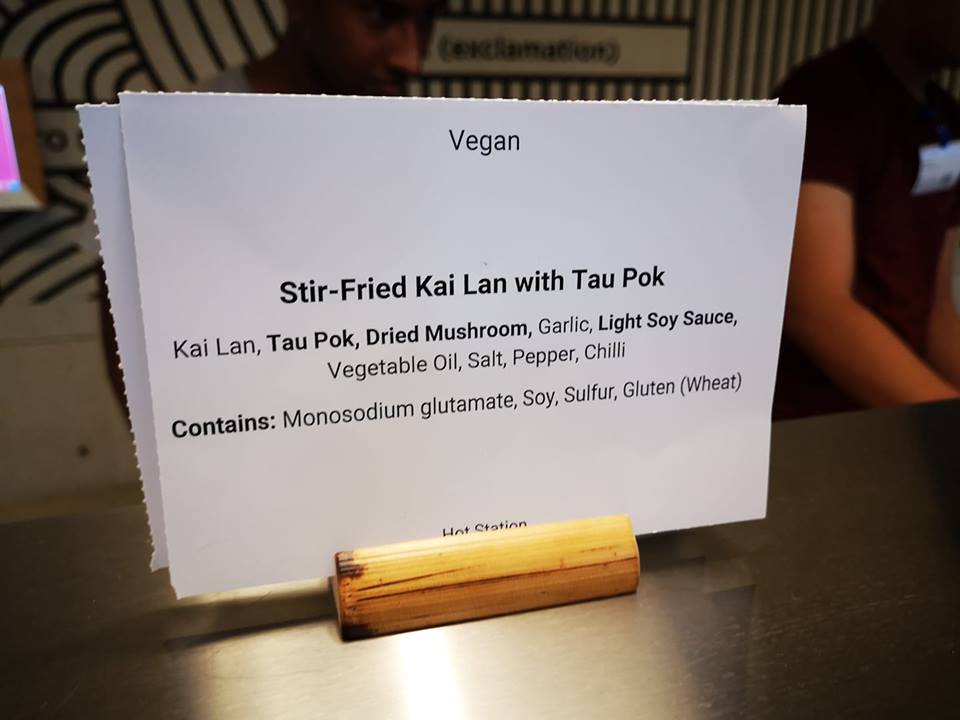 (exclamation)
Vegan
Stir-Fried Kai Lan with Tau Pok
Kai Lan, Tau Pok, Dried Mushroom, Garlic, Light Soy Sauce,
Vegetable Oil, Salt, Pepper, Chilli
Contains: Monosodium glutamate, Soy, Sulfur, Gluten (Wheat)
Hot Station